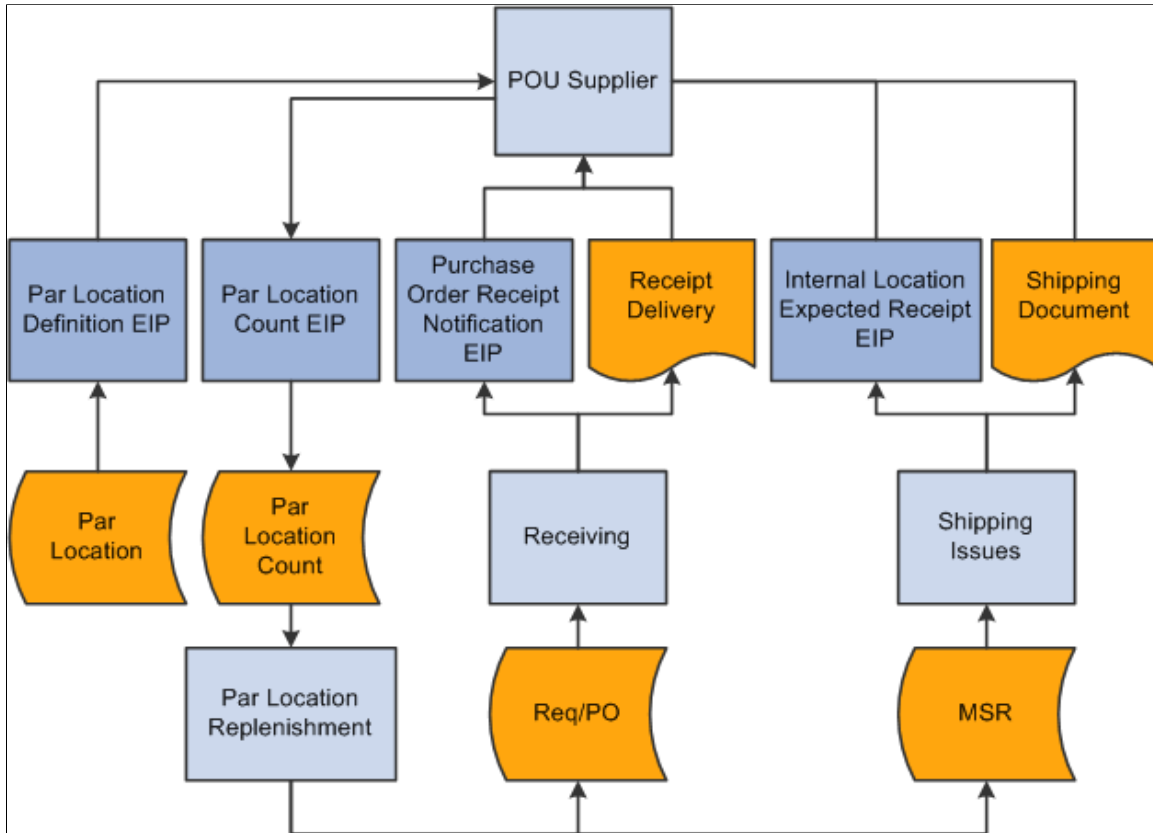 POU Supplier
Par Location
Definition EIP
Par Location
Count EIP
Purchase
Order Receipt
Notification
EIP
Receipt
Delivery
Internal Location
Expected Receipt
EIP
Shipping
Document
Par
Location
Par
Location
Count
Receiving
Shipping
Issues
Par Location
Replenishment
Req/PO
MSR